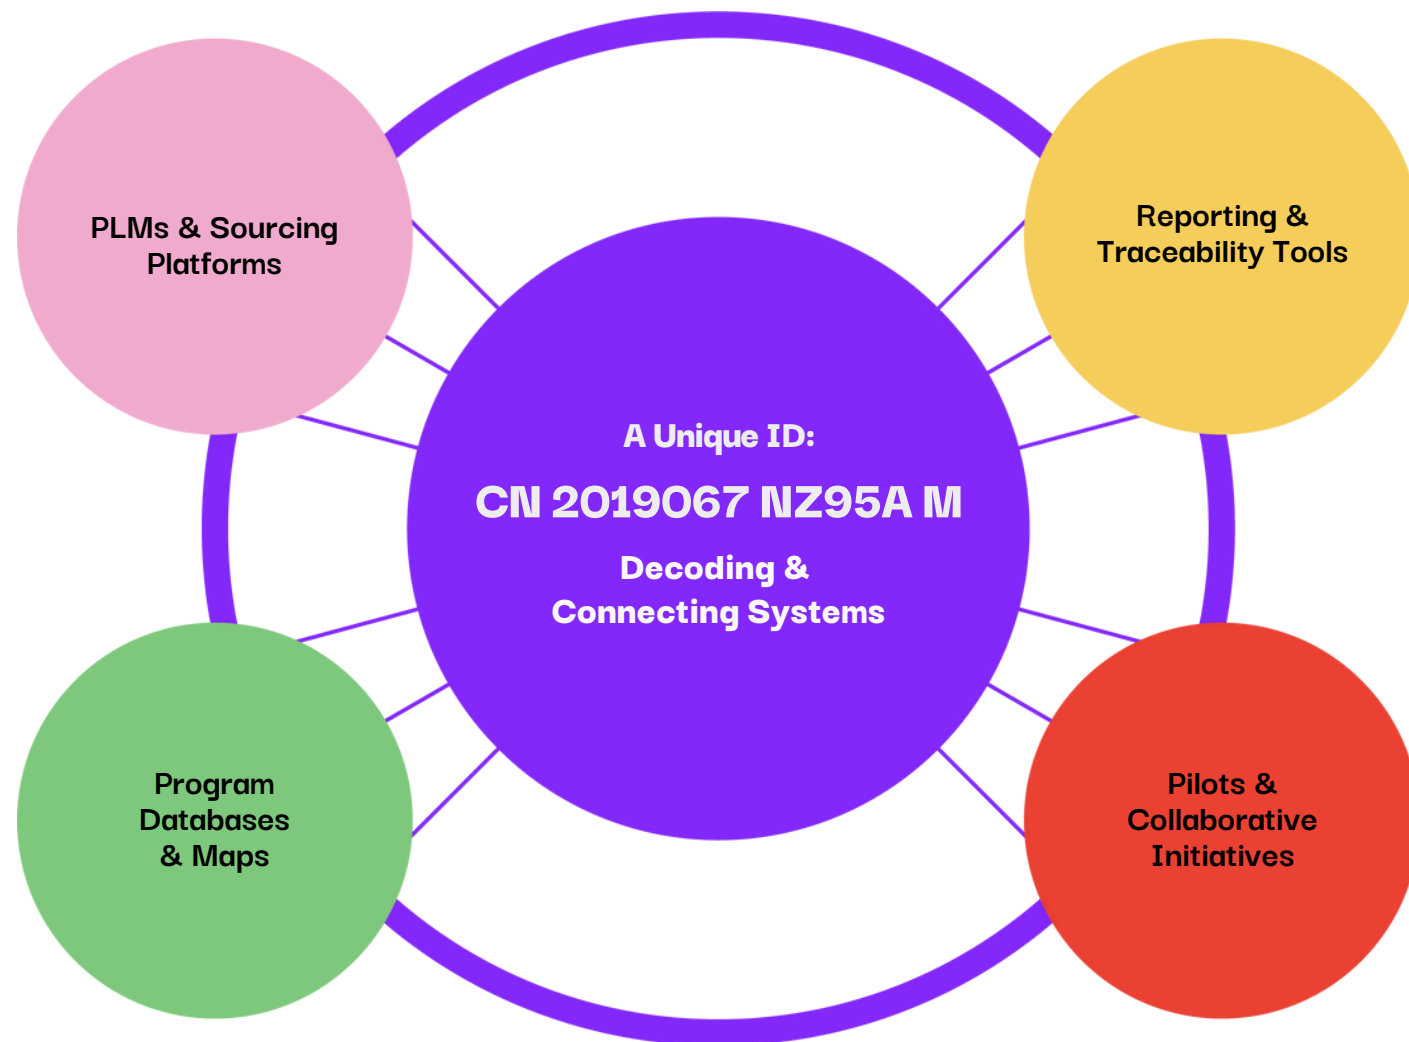 PLMs & Sourcing
Platforms
Reporting &
Traceability Tools
A Unique ID:
CN 2019067 NZ95A M
Decoding &
Connecting Systems
Program
Databases
& Maps
Pilots &
Collaborative
Initiatives